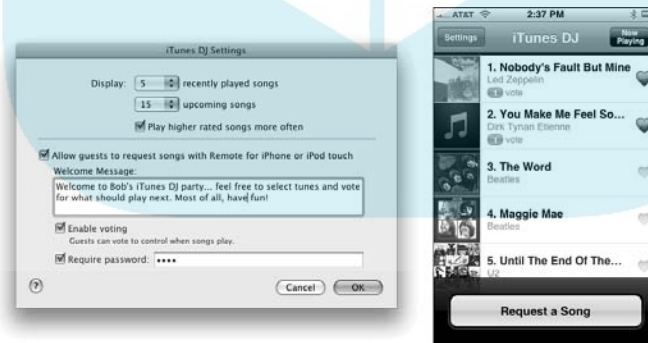 iTunes DJ Settings
Display: 5 recently played songs
15 upcoming songs
Play higher rated songs more often
Allow guests to request songs with Remote for iPhone or iPod touch
Welcome Message:
Welcome to Bob's iTunes DJ party... feel free to select tunes and vote
for what should play next. Most of all, have fun!
Enable voting
Guests can vote to control when songs play.
Require password: ••••
?
Cancel OK
AT&T 2:37 PM
Settings iTunes DJ Now
Playing
1. Nobody's Fault But Mine
Led Zeppelin
1 vote
2. You Make Me Feel So...
Dirk Tynan Etienne
1 vote
3. The Word
Beatles
4. Maggie Mae
Beatles
5. Until The End Of The...
U2
Request a Song